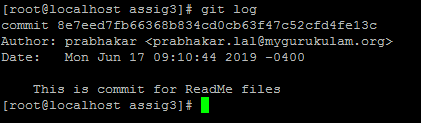 [root@localhost assig3]# git log
commit 8e7eed7fb66368b834cd0cb63f47c52cfd4fe13c
Author: prabhakar <prabhakar.lal@mygurukulam.org>
Date:   Mon Jun 17 09:10:44 2019 -0400
    This is commit for ReadMe files
[root@localhost assig3]#